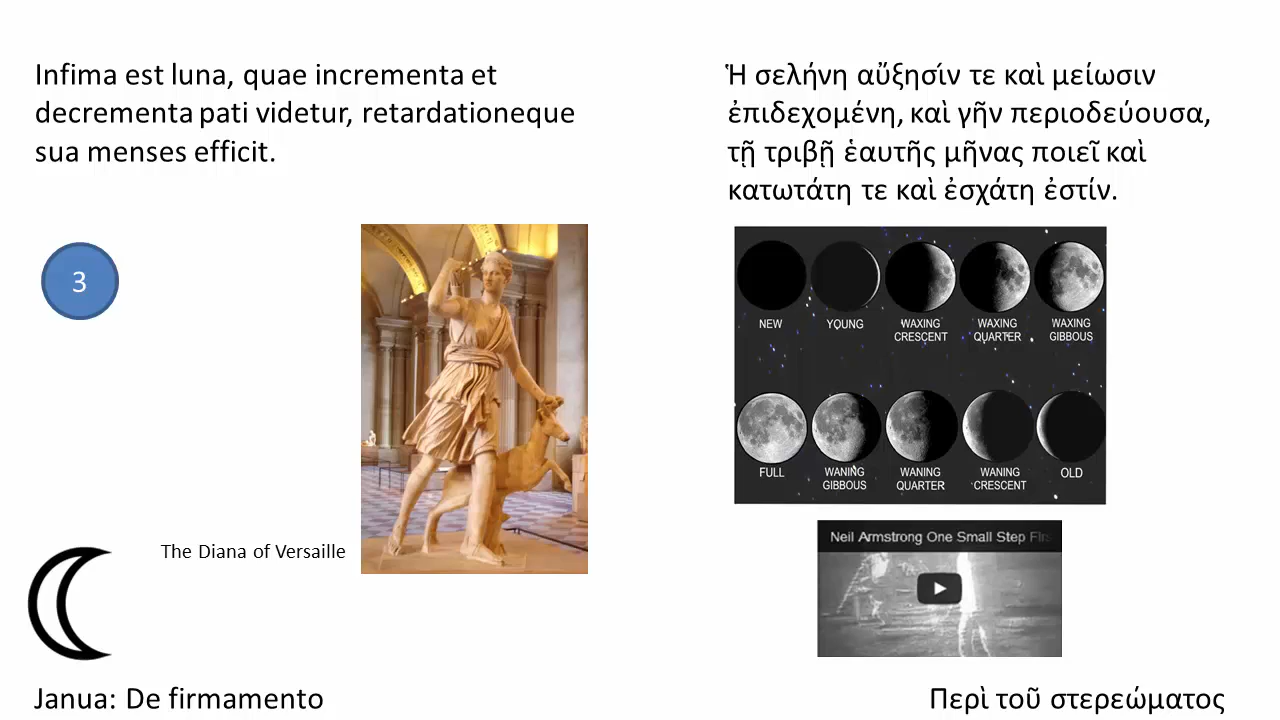 Infima est luna, quae incrementa et
decrementa pati videtur, retardationeque
sua menses efficit.
Ἡ σελήνη αὔξησίν τε καὶ μείωσιν
ἐπιδεχομένη, καὶ γῆν περιοδεύουσα,
τῇ τριβῇ ἑαυτῆς μῆνας ποιεῖ καὶ
κατωτάτη τε καὶ ἐσχάτη ἐστίν.
3
NEW
YOUNG
WAXING
CRESCENT
WAXING
QUARTER
WAXING
GIBBOUS
FULL
WANING
GIBBOUS
WANING
QUARTER
WANING
CRESCENT
OLD
The Diana of Versaille
Neil Armstrong One Small Step Firs
Janua: De firmamento
Περὶ τοῦ στερεώματος